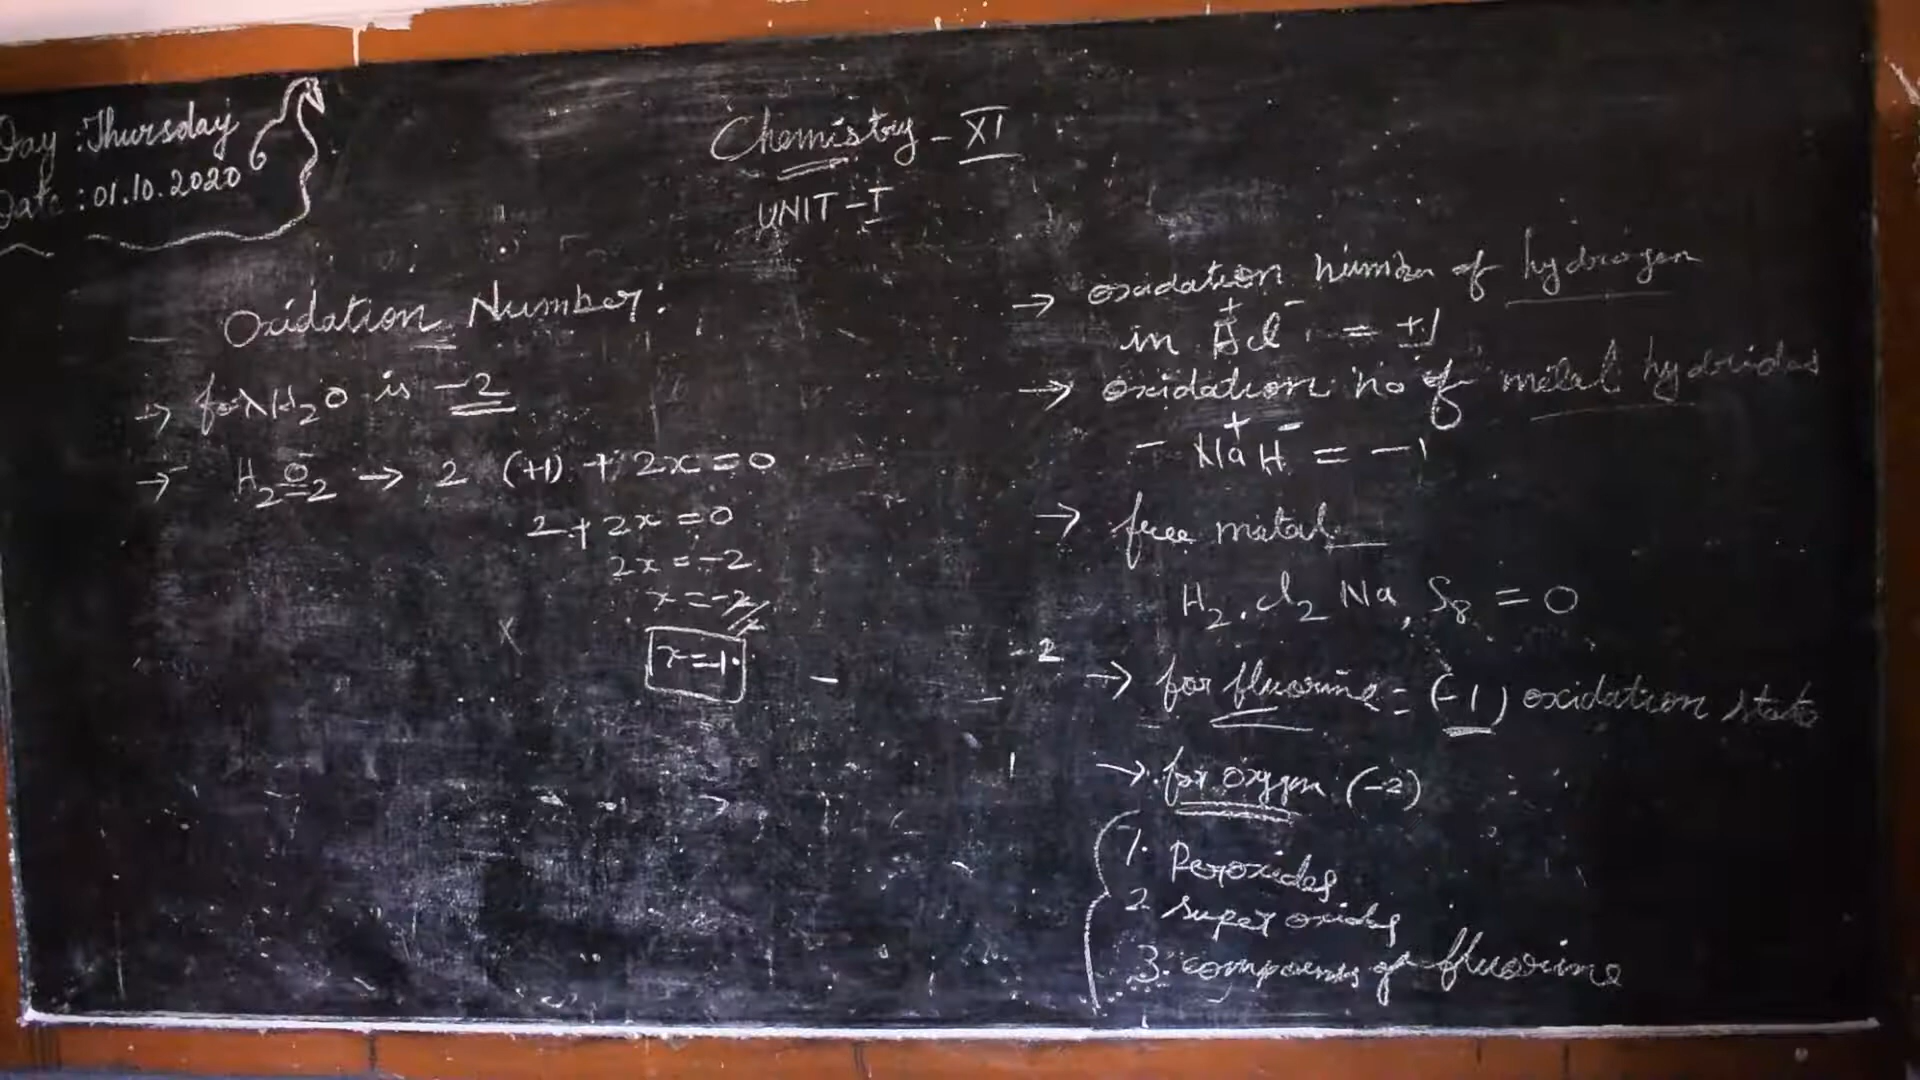 Day : Thursday
Date : 01.10.2020
Chemistry - XI
UNIT - I
Oxidation Number :
→ for H2O is -2
→ H2O2-2 → 2 (+1) + 2x = 0
2 + 2x = 0
2x = -2
x = -2/2
x = -1
→ oxidation number of hydrogen
in H+Cl- = +1
→ oxidation no of metal hydrides
- Na+H- = -1
→ free metal
H2, Cl2 Na, S8 = 0
→ for fluorine = (-1) oxidation state
→ for oxygen (-2)
1. Peroxides
2. super oxides
3. compounds of fluorine